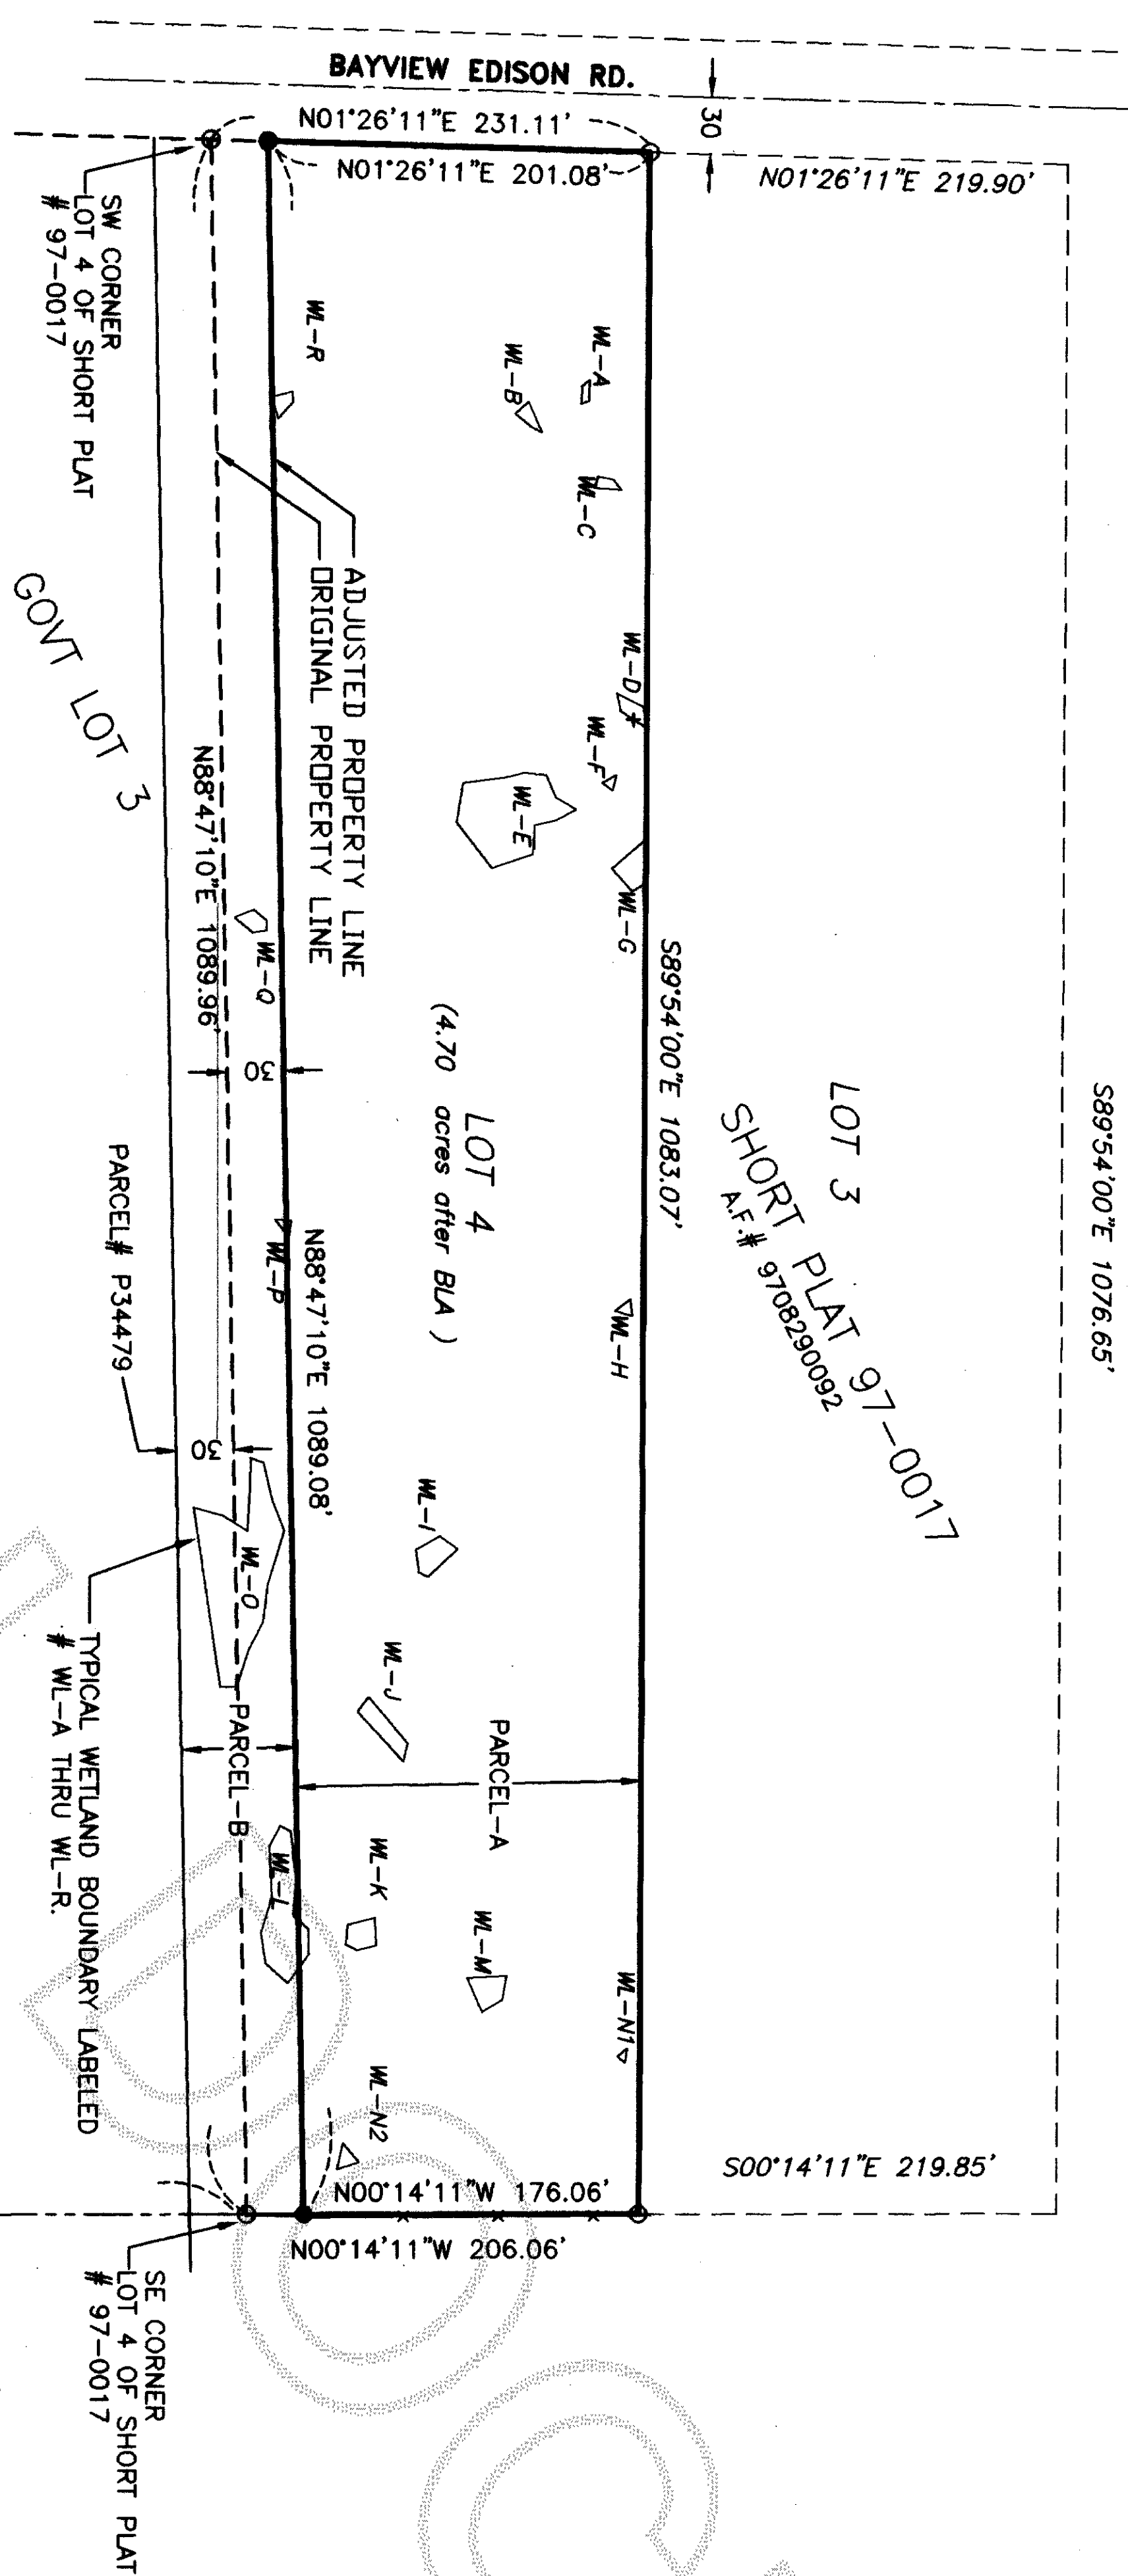 BAYVIEW EDISON RD.
30
N01°26'11"E 231.11'
N01°26'11"E 201.08'
N01°26'11"E 219.90'
S89°54'00"E 1076.65'
LOT 3
SHORT PLAT 97-0017
A.F.# 9708290092
S89°54'00"E 1083.07'
S00°14'11"E 219.85'
WL-A
WL-B
WL-C
WL-D
WL-E
WL-F
WL-G
WL-H
WL-I
WL-J
WL-K
WL-L
WL-M
WL-N1
WL-N2
WL-O
WL-P
WL-Q
WL-R
LOT 4
(4.70 acres after BLA )
PARCEL-A
PARCEL-B
ADJUSTED PROPERTY LINE
ORIGINAL PROPERTY LINE
N88°47'10"E 1089.08'
N88°47'10"E 1089.96'
30
30
N00°14'11"W 176.06'
N00°14'11"W 206.06'
SW CORNER
LOT 4 OF SHORT PLAT
# 97-0017
GOVT LOT 3
PARCEL# P34479
TYPICAL WETLAND BOUNDARY LABELED
# WL-A THRU WL-R.
SE CORNER
LOT 4 OF SHORT PLAT
# 97-0017